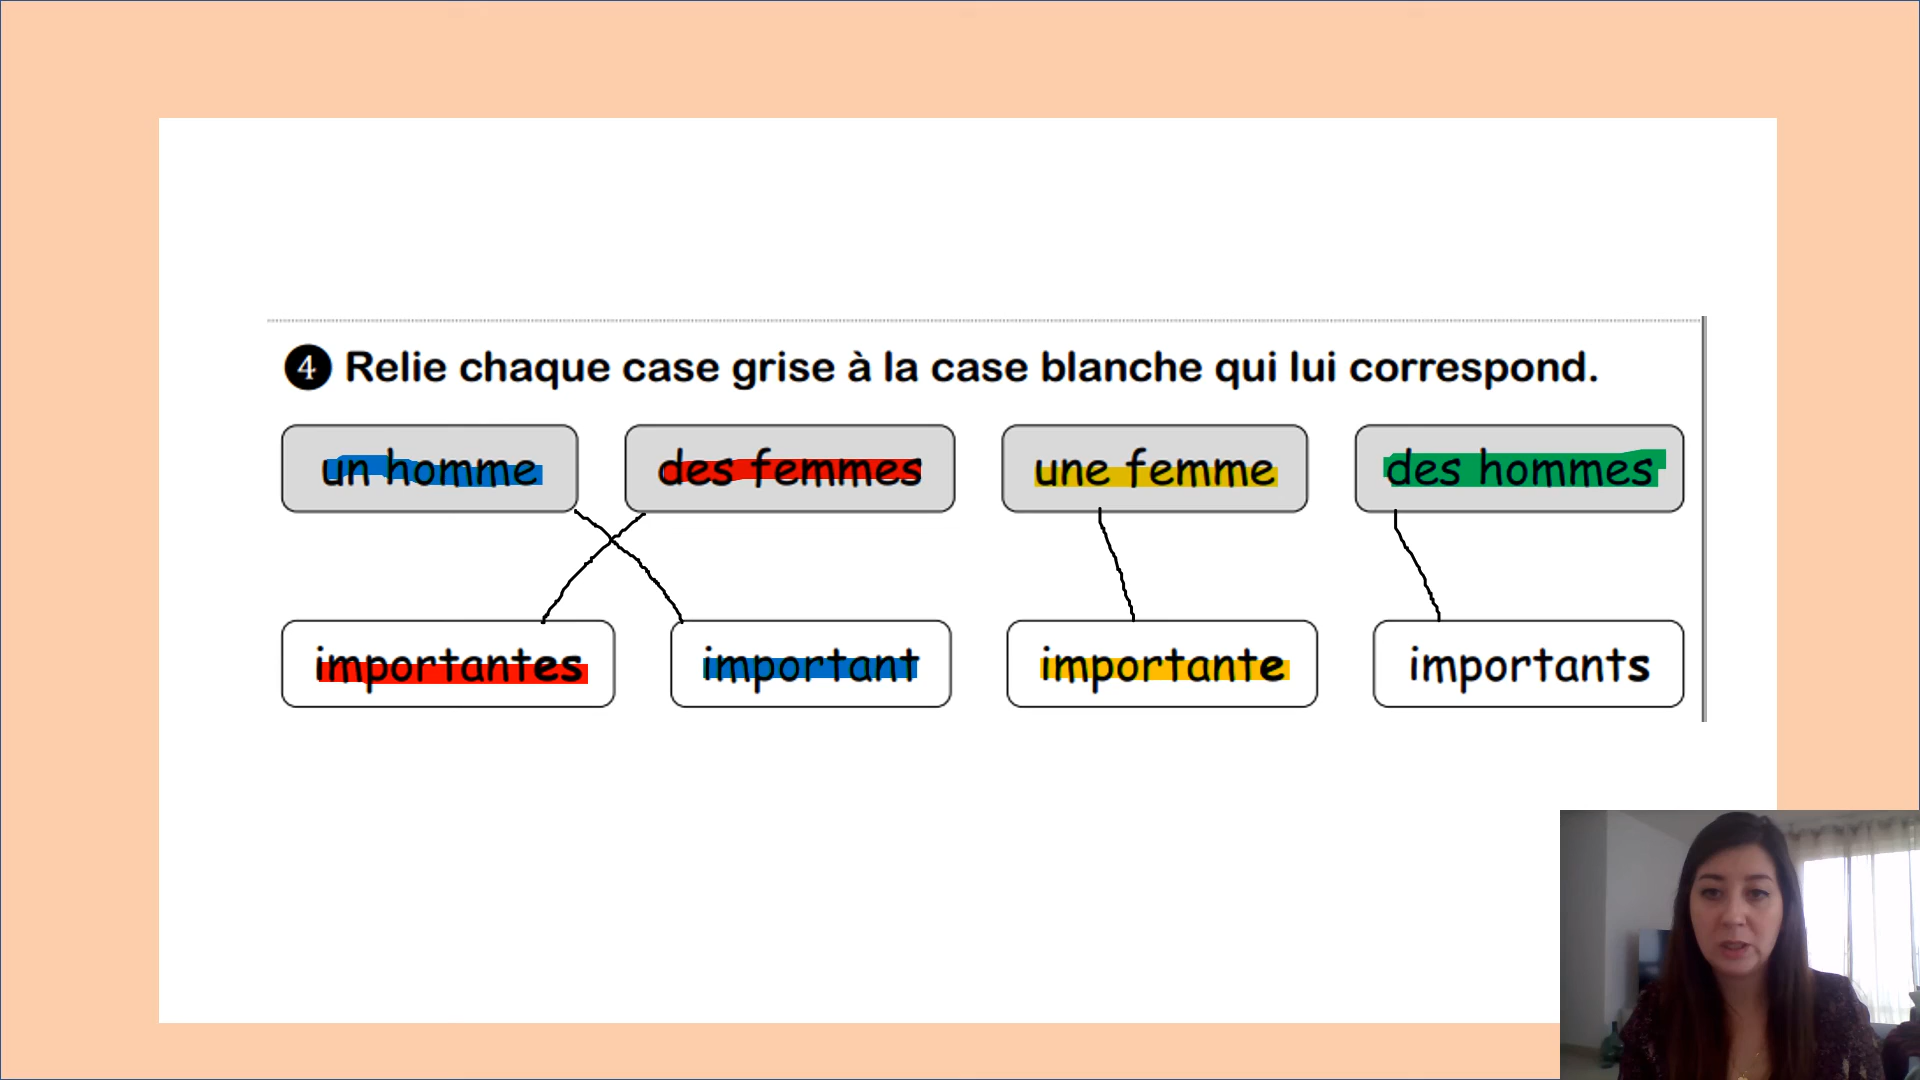 4 Relie chaque case grise à la case blanche qui lui correspond.
un homme des femmes une femme des hommes
importantes important importante importants